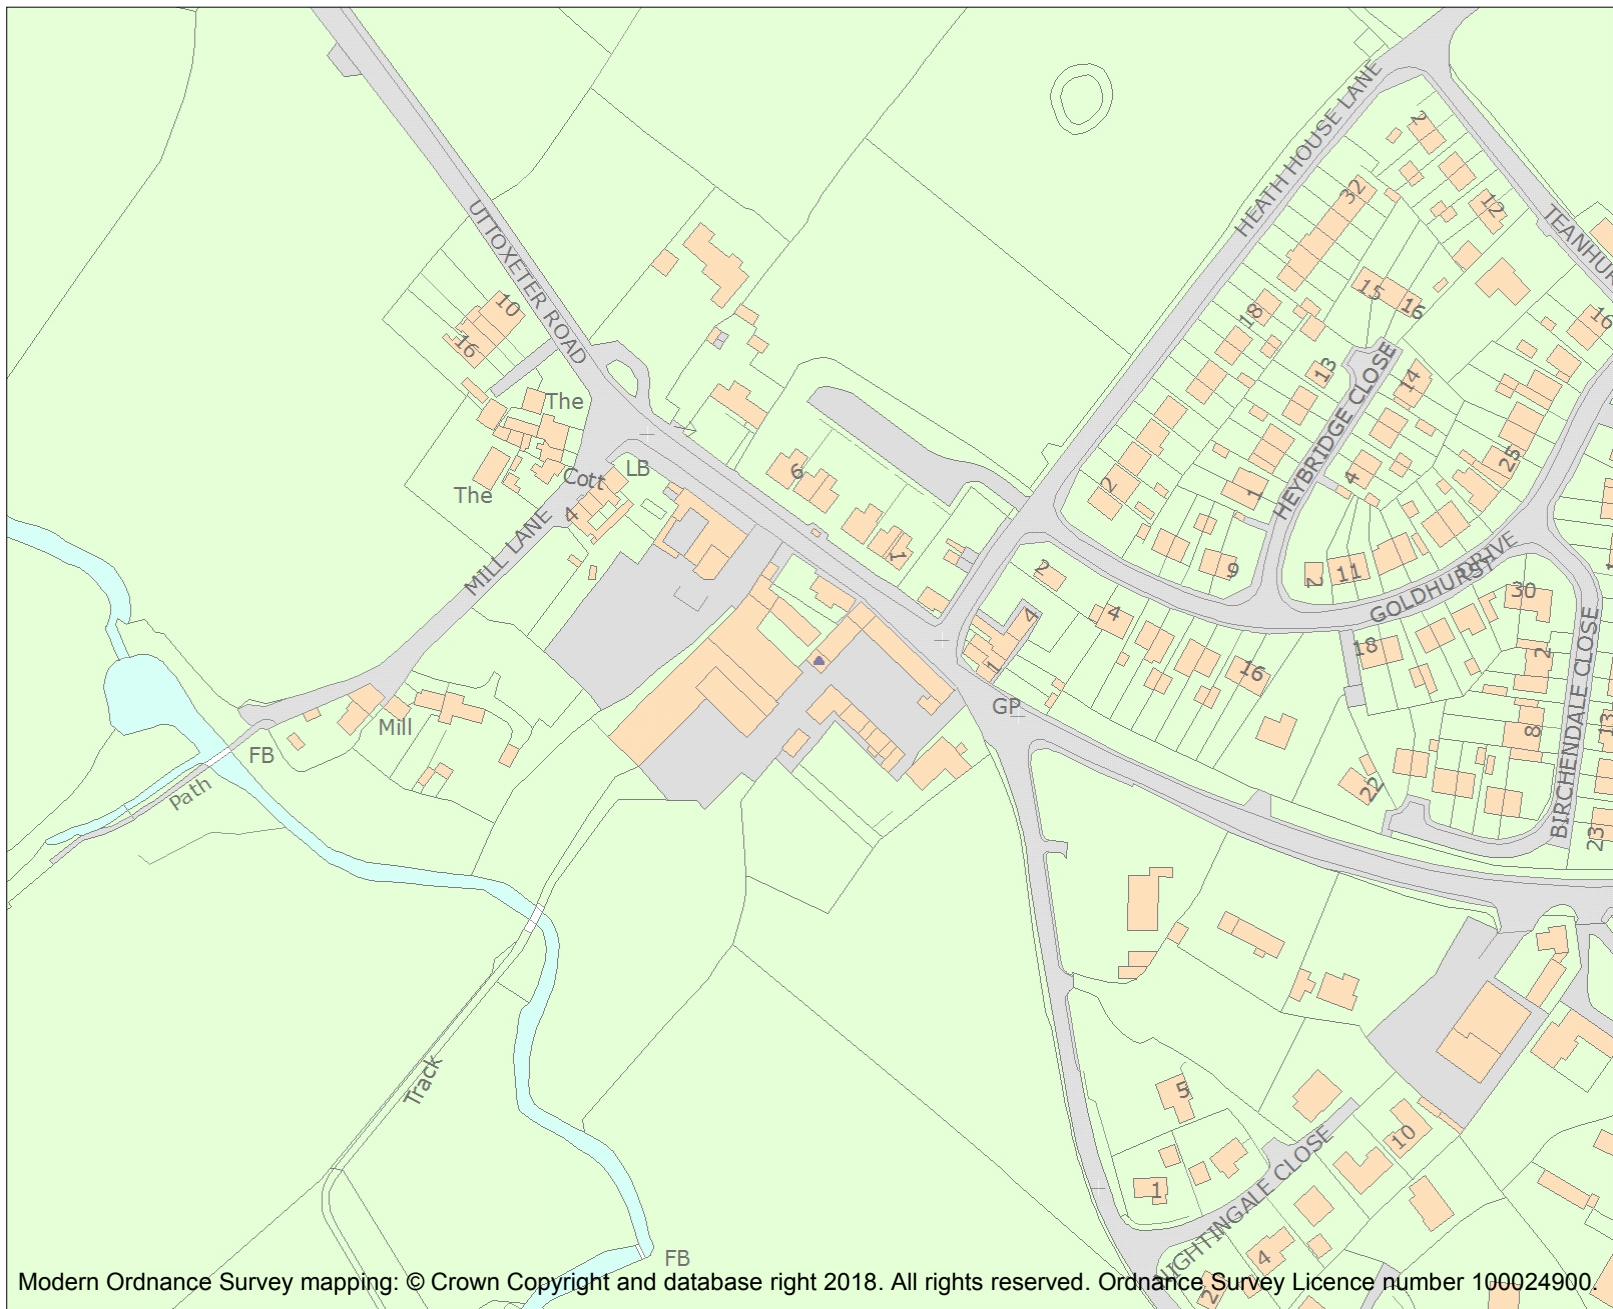 HEATH HOUSE LANE
2
32
12
UTTOXETER ROAD
10
16
18
15
16
16
13
14
The
The
Cott
LB
4
6
1
2
1
HEYBRIDGE CLOSE
4
25
MILL LANE
2
4
9
2
11
GOLDHURST
DRIVE
30
4
1
16
18
2
BIRCHENDALE CLOSE
GP
Mill
FB
Path
8
13
22
23
Track
5
1
10
NIGHTINGALE CLOSE
4
FB
Modern Ordnance Survey mapping: © Crown Copyright and database right 2018. All rights reserved. Ordnance Survey Licence number 100024900.